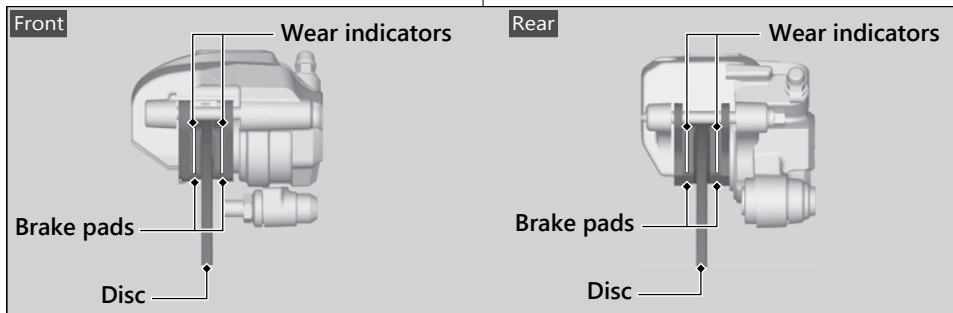 Front
Wear indicators
Brake pads
Disc
Rear
Wear indicators
Brake pads
Disc